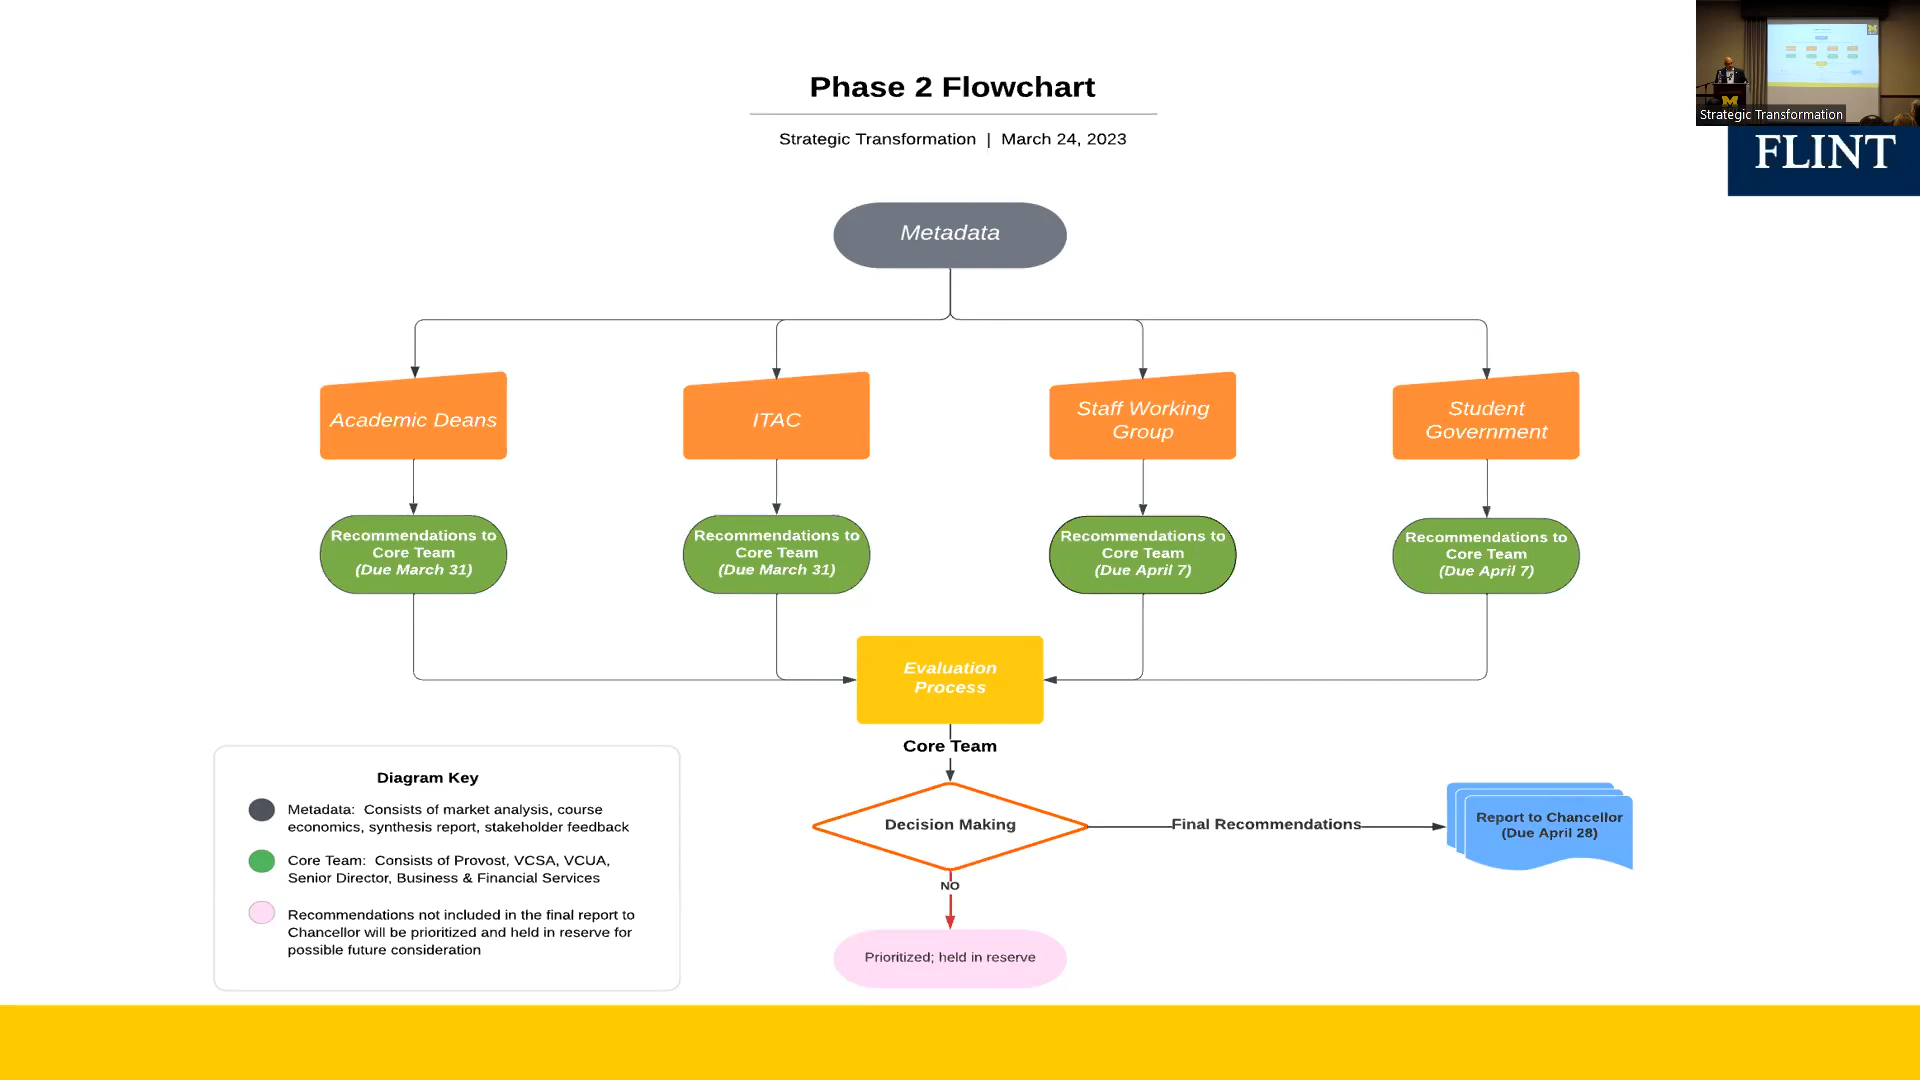 Phase 2 Flowchart
Strategic Transformation | March 24, 2023
Strategic Transformation
FLINT
Metadata
Academic Deans
ITAC
Staff Working
Group
Student
Government
Recommendations to
Core Team
(Due March 31)
Recommendations to
Core Team
(Due March 31)
Recommendations to
Core Team
(Due April 7)
Recommendations to
Core Team
(Due April 7)
Evaluation
Process
Core Team
Decision Making
Final Recommendations
Report to Chancellor
(Due April 28)
NO
Prioritized; held in reserve
Diagram Key
Metadata: Consists of market analysis, course
economics, synthesis report, stakeholder feedback
Core Team: Consists of Provost, VCSA, VCUA,
Senior Director, Business & Financial Services
Recommendations not included in the final report to
Chancellor will be prioritized and held in reserve for
possible future consideration